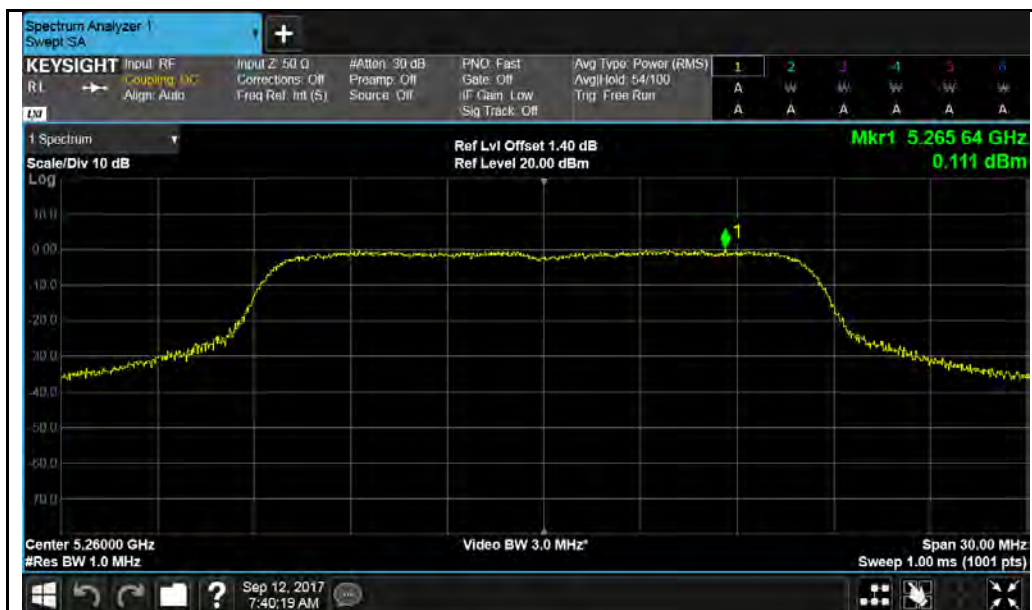 Spectrum Analyzer 1
Swept SA
+
KEYSIGHT Input: RF Input Z: 50 Ω #Atten: 30 dB PNO: Fast Avg Type: Power (RMS) 1 2 3 4 5 6
RL Coupling: DC Corrections: Off Preamp: Off Gate: Off Avg|Hold: 54/100 A W W W W W
Align: Auto Freq Ref: Int (S) Source: Off IF Gain: Low Trig: Free Run
LXI Sig Track: Off A A A A A A
1 Spectrum Ref Lvl Offset 1.40 dB Mkr1 5.265 64 GHz
Scale/Div 10 dB Ref Level 20.00 dBm 0.111 dBm
Log
10.0
0.00
-10.0
-20.0
-30.0
-40.0
-50.0
-60.0
-70.0
1
Center 5.26000 GHz Video BW 3.0 MHz* Span 30.00 MHz
#Res BW 1.0 MHz Sweep 1.00 ms (1001 pts)
? Sep 12, 2017
7:40:19 AM